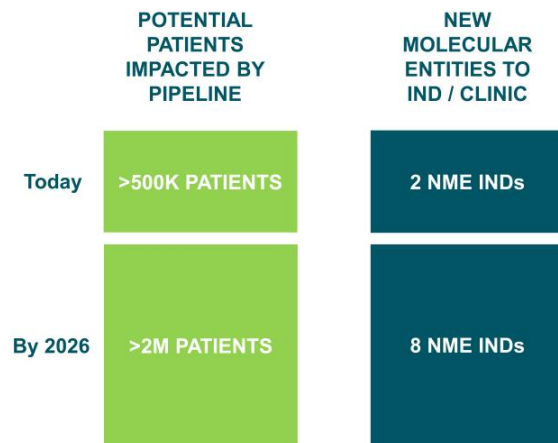 POTENTIAL
PATIENTS
IMPACTED BY
PIPELINE
NEW
MOLECULAR
ENTITIES TO
IND / CLINIC
Today
>500K PATIENTS
2 NME INDs
By 2026
>2M PATIENTS
8 NME INDs